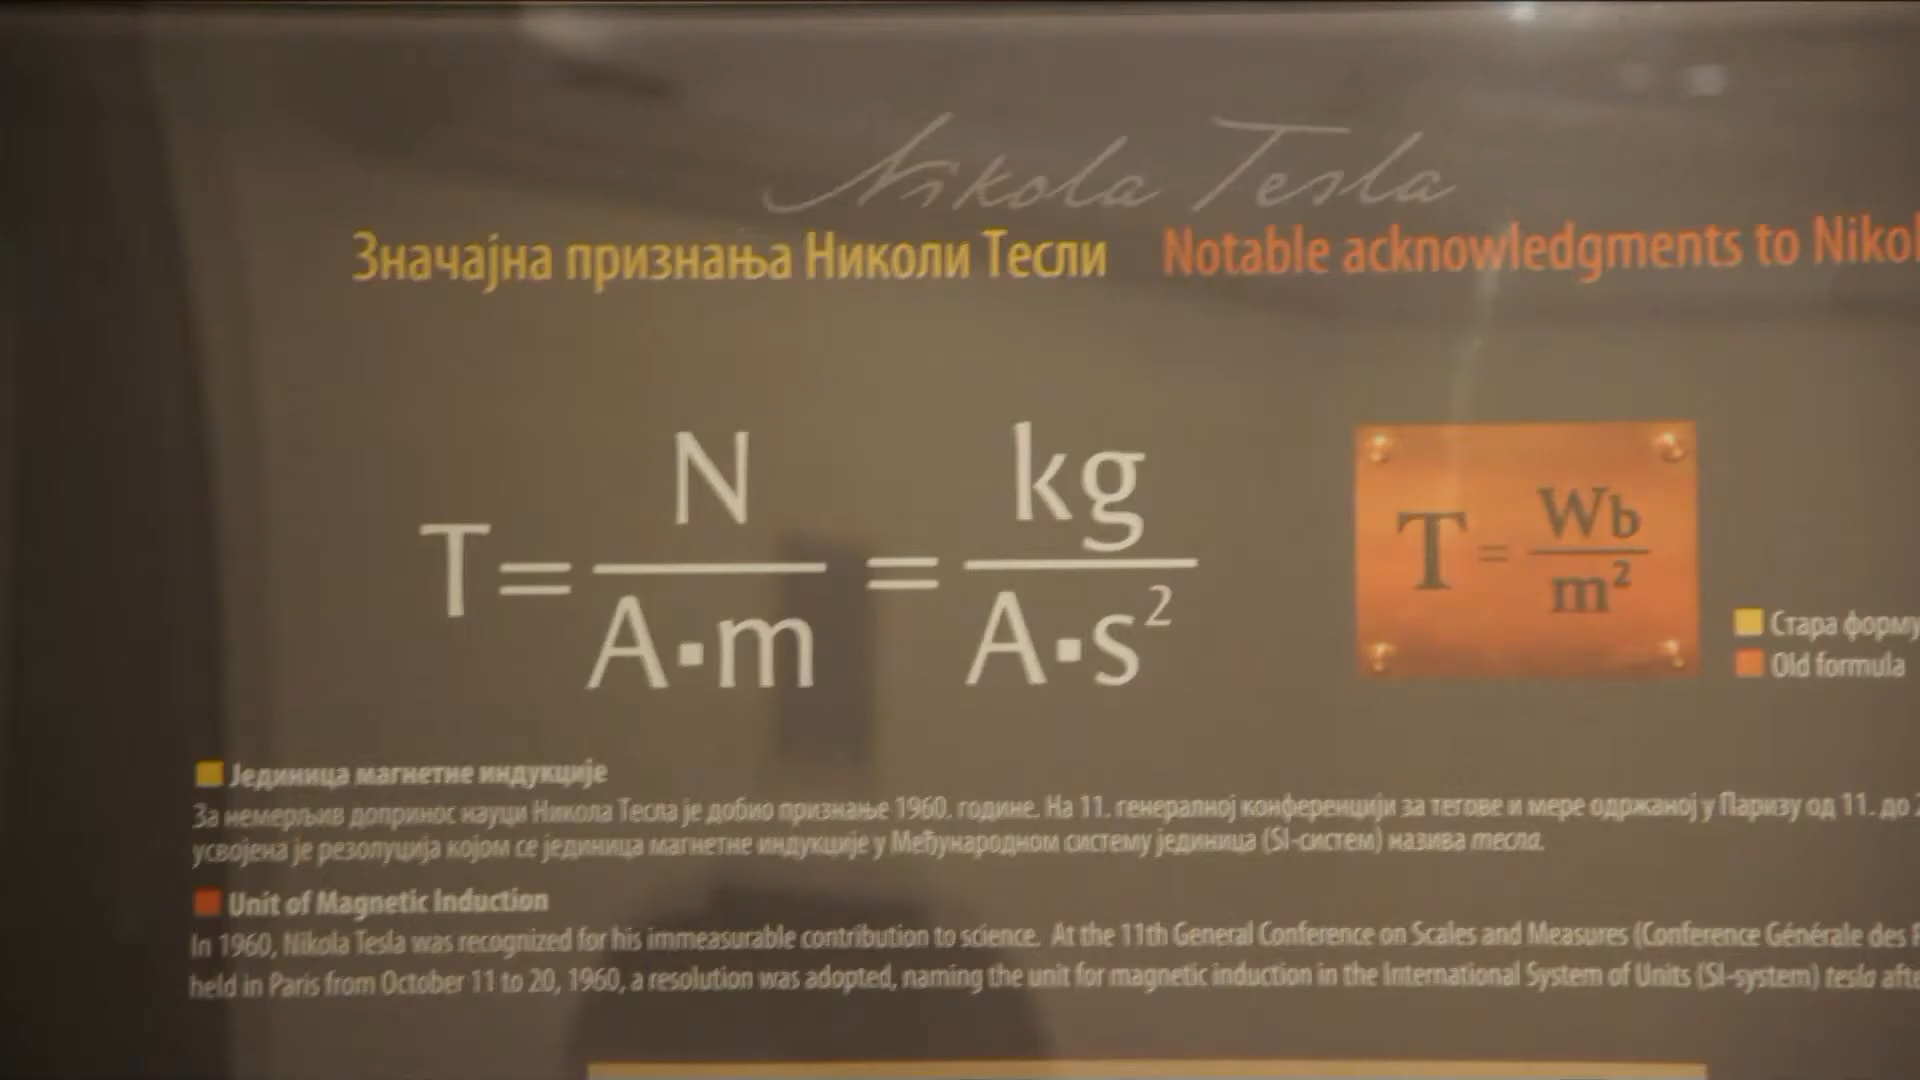 Nikola Tesla
Значајна признања Николи Тесли
Notable acknowledgments to Nikol
T = N / A·m = kg / A·s²
T = Wb / m²
Стара форму
Old formula
Јединица магнетне индукције
За немерљив допринос науци Никола Тесла је добио признање 1960. године. На 11. генералној конференцији за тегове и мере одржаној у Паризу од 11. до 2
усвојена је резолуција којом се јединица магнетне индукције у Међународном систему јединица (SI-систем) назива тесла.
Unit of Magnetic Induction
In 1960, Nikola Tesla was recognized for his immeasurable contribution to science. At the 11th General Conference on Scales and Measures (Conference Générale des P
held in Paris from October 11 to 20, 1960, a resolution was adopted, naming the unit for magnetic induction in the International System of Units (SI-system) tesla afte